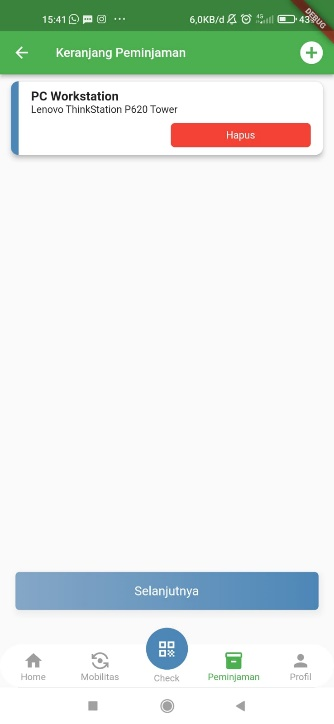 15:41 ... 6,0KB/d 4G 43
DEBUG
Keranjang Peminjaman
PC Workstation
Lenovo ThinkStation P620 Tower
Hapus
Selanjutnya
Home Mobilitas Check Peminjaman Profil